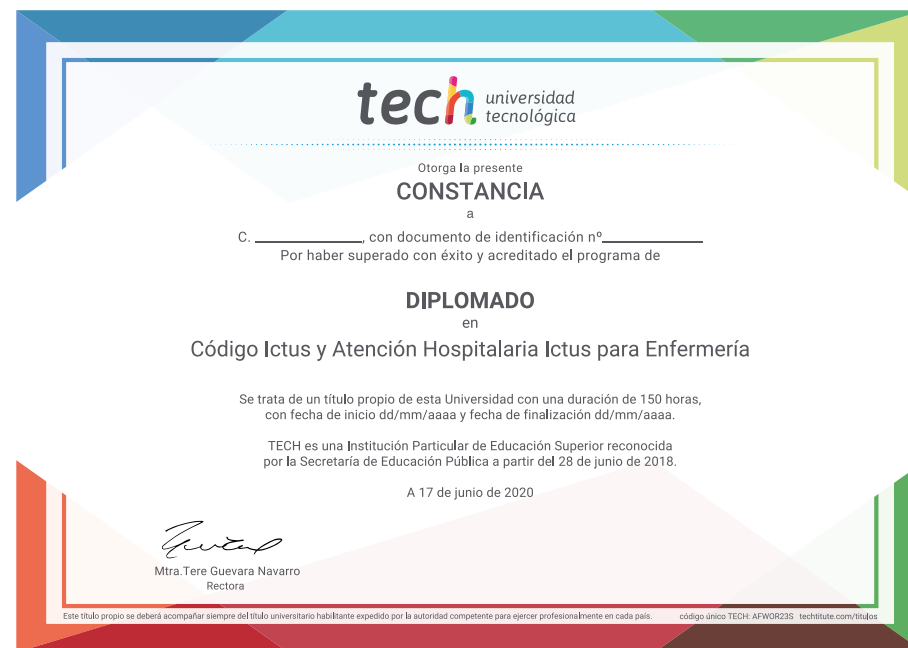 tech universidad
tecnológica
Otorga la presente
CONSTANCIA
a
C. ____________, con documento de identificación nº____________
Por haber superado con éxito y acreditado el programa de
DIPLOMADO
en
Código Ictus y Atención Hospitalaria Ictus para Enfermería
Se trata de un título propio de esta Universidad con una duración de 150 horas,
con fecha de inicio dd/mm/aaaa y fecha de finalización dd/mm/aaaa.
TECH es una Institución Particular de Educación Superior reconocida
por la Secretaría de Educación Pública a partir del 28 de junio de 2018.
A 17 de junio de 2020
Mtra.Tere Guevara Navarro
Rectora
Este título propio se deberá acompañar siempre del título universitario habilitante expedido por la autoridad competente para ejercer profesionalmente en cada país. código único TECH: AFWOR23S techtitute.com/titulos